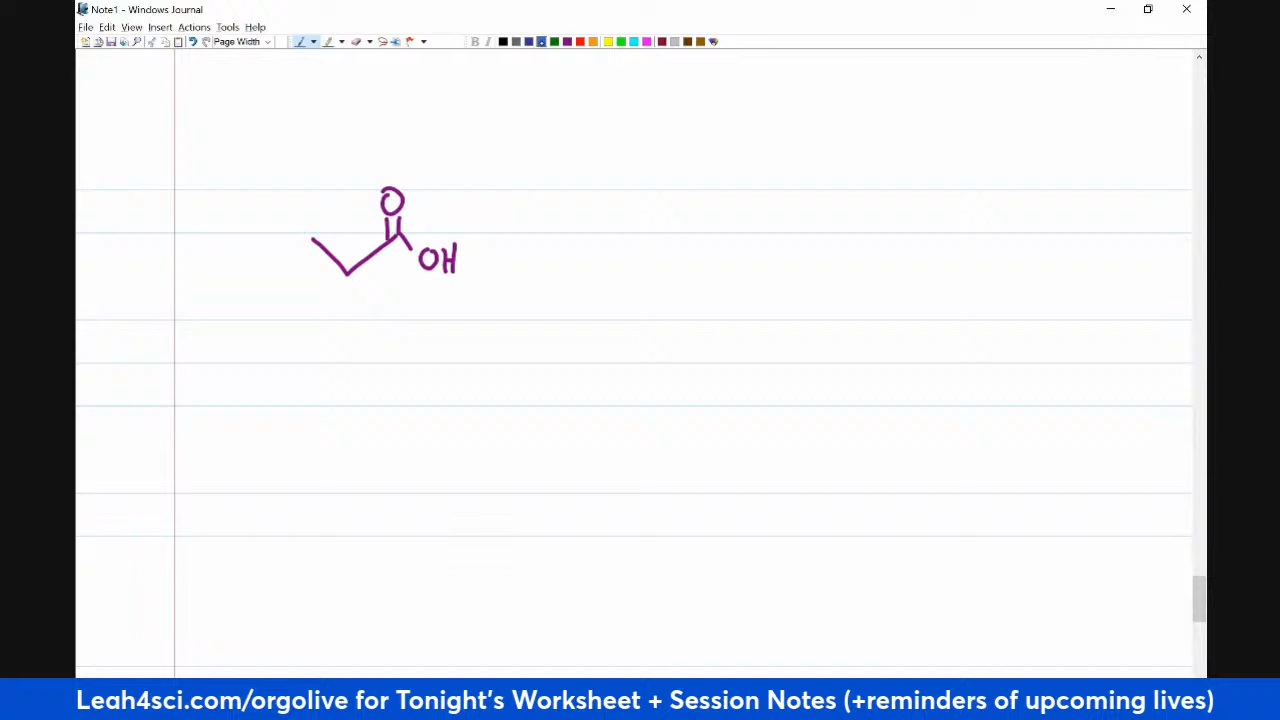 Note1 - Windows Journal
File Edit View Insert Actions Tools Help
Page Width
B I
O
OH
Leah4sci.com/orgolive for Tonight's Worksheet + Session Notes (+reminders of upcoming lives)